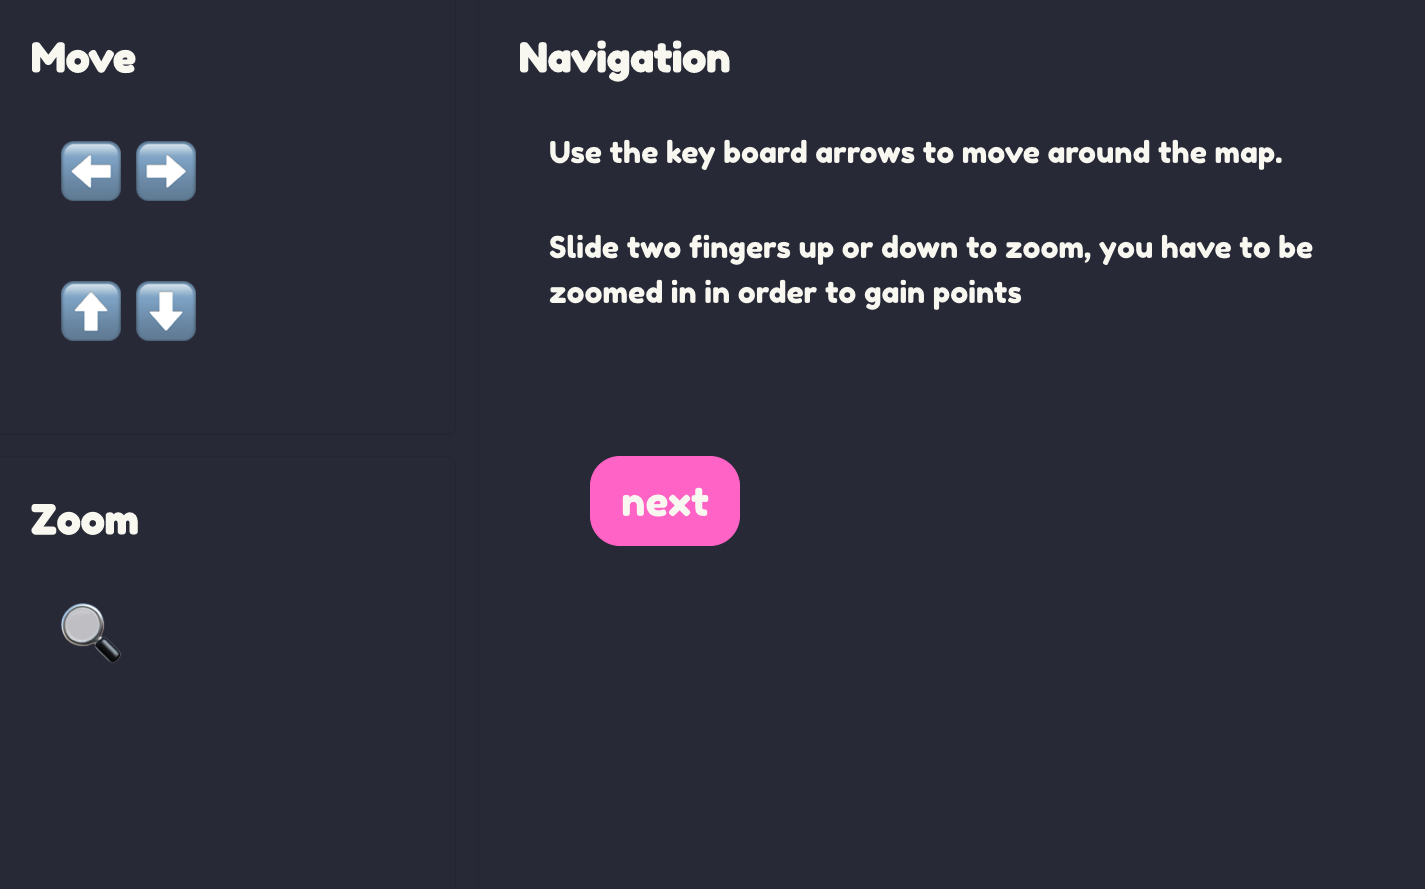 Move
⬅️ ➡️
⬆️ ⬇️
Zoom
🔍
Navigation
Use the key board arrows to move around the map.
Slide two fingers up or down to zoom, you have to be
zoomed in in order to gain points
next